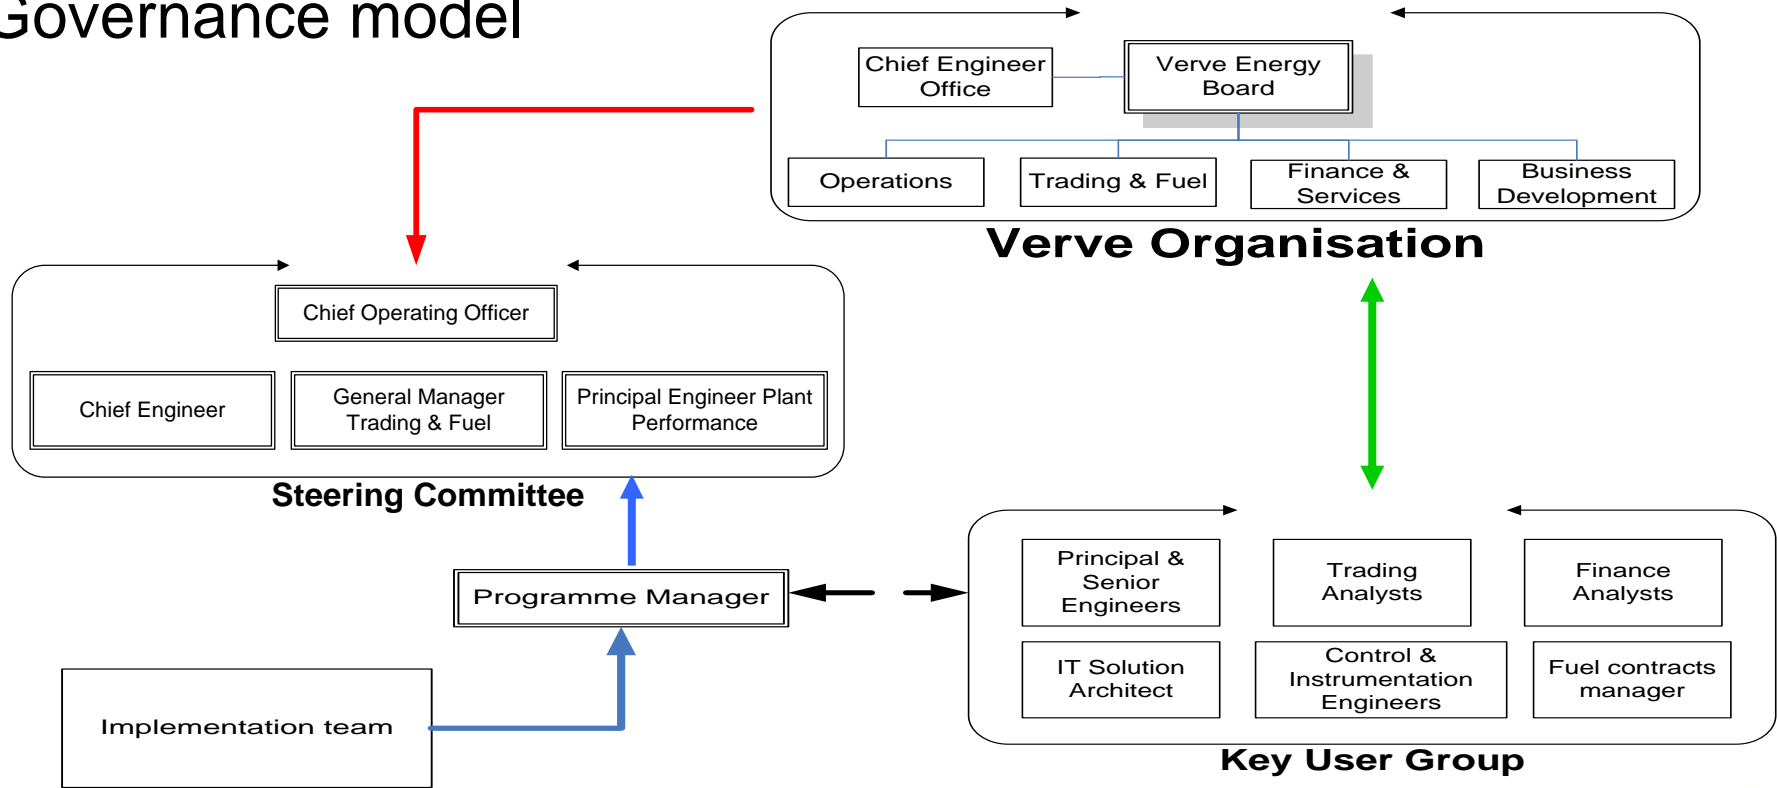 Governance model
Chief Engineer
Office
Verve Energy
Board
Operations
Trading & Fuel
Finance &
Services
Business
Development
Verve Organisation
Chief Operating Officer
Chief Engineer
General Manager
Trading & Fuel
Principal Engineer Plant
Performance
Steering Committee
Programme Manager
Implementation team
Principal &
Senior
Engineers
Trading
Analysts
Finance
Analysts
IT Solution
Architect
Control &
Instrumentation
Engineers
Fuel contracts
manager
Key User Group